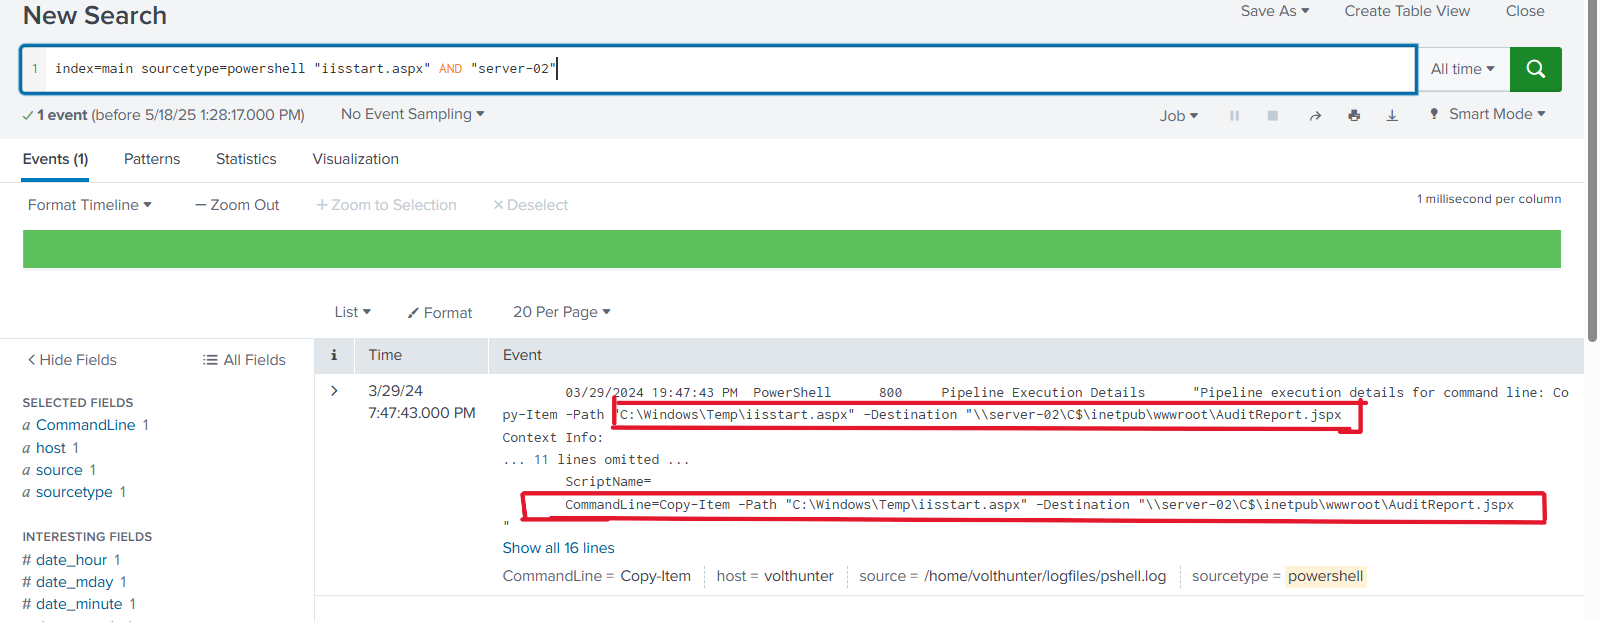 New Search
Save As Create Table View Close
1 index=main sourcetype=powershell "iisstart.aspx" AND "server-02"
All time
1 event (before 5/18/25 1:28:17.000 PM) No Event Sampling
Job Smart Mode
Events (1) Patterns Statistics Visualization
Format Timeline — Zoom Out + Zoom to Selection × Deselect
1 millisecond per column
List Format 20 Per Page
< Hide Fields All Fields
i Time Event
SELECTED FIELDS
a CommandLine 1
a host 1
a source 1
a sourcetype 1
INTERESTING FIELDS
# date_hour 1
# date_mday 1
# date_minute 1
> 3/29/24
7:47:43.000 PM
03/29/2024 19:47:43 PM PowerShell 800 Pipeline Execution Details "Pipeline execution details for command line: Co
py-Item -Path "C:\Windows\Temp\iisstart.aspx" -Destination "\\server-02\C$\inetpub\wwwroot\AuditReport.jspx
Context Info:
... 11 lines omitted ...
ScriptName=
CommandLine=Copy-Item -Path "C:\Windows\Temp\iisstart.aspx" -Destination "\\server-02\C$\inetpub\wwwroot\AuditReport.jspx
"
Show all 16 lines
CommandLine = Copy-Item host = volthunter source = /home/volthunter/logfiles/pshell.log sourcetype = powershell